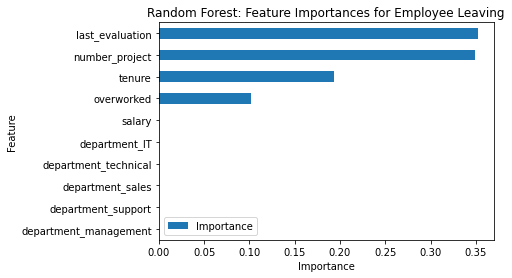 Random Forest: Feature Importances for Employee Leaving
last_evaluation
number_project
tenure
overworked
salary
department_IT
department_technical
department_sales
department_support
department_management
Feature
Importance
0.00 0.05 0.10 0.15 0.20 0.25 0.30 0.35
Importance